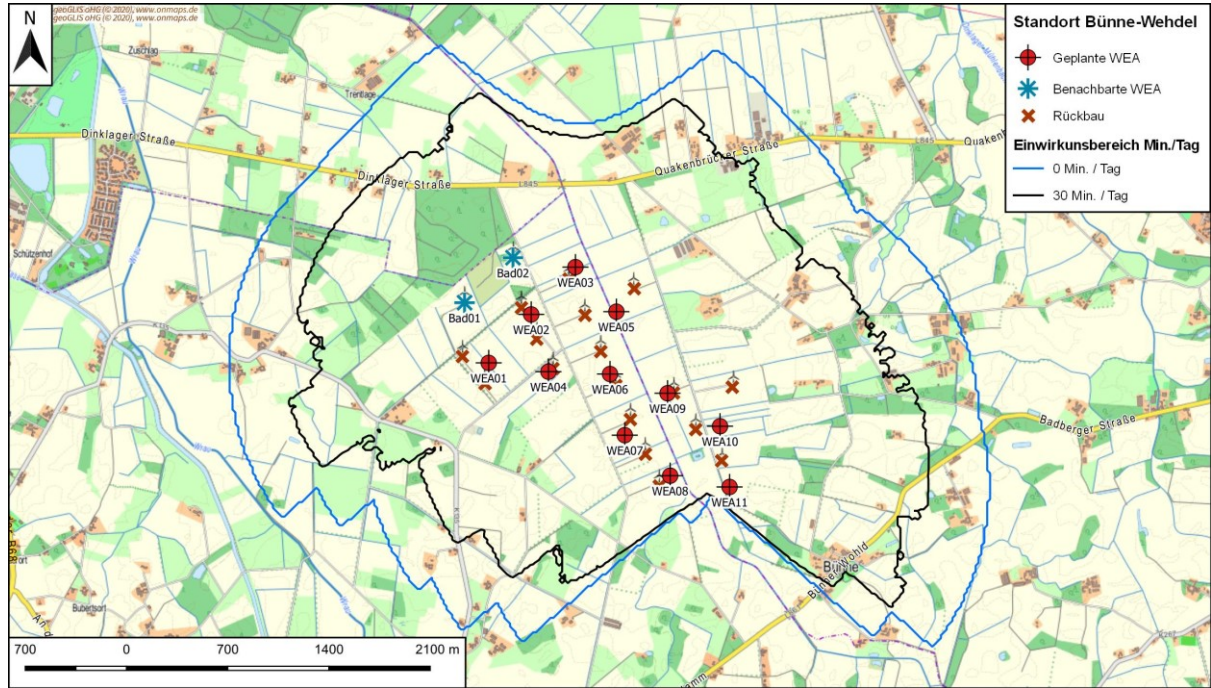 geoGLIS oHG (© 2020), www.onmaps.de
geoGLIS oHG (© 2020), www.onmaps.de
N
Standort Bünne-Wehdel
Geplante WEA
Benachbarte WEA
Rückbau
Einwirkunsbereich Min./Tag
0 Min. / Tag
30 Min. / Tag
Zuschlag
Trentlage
Dinklager Straße
Dinklager Straße
L845
Quakenbrücker Straße
L845
Schützenhof
Bad02
Bad01
WEA03
WEA02
WEA05
WEA01
WEA04
WEA06
WEA09
WEA10
WEA07
WEA08
WEA11
Badberger Straße
Bünne
Bünner Wohld
Bubertsort
700 0 700 1400 2100 m